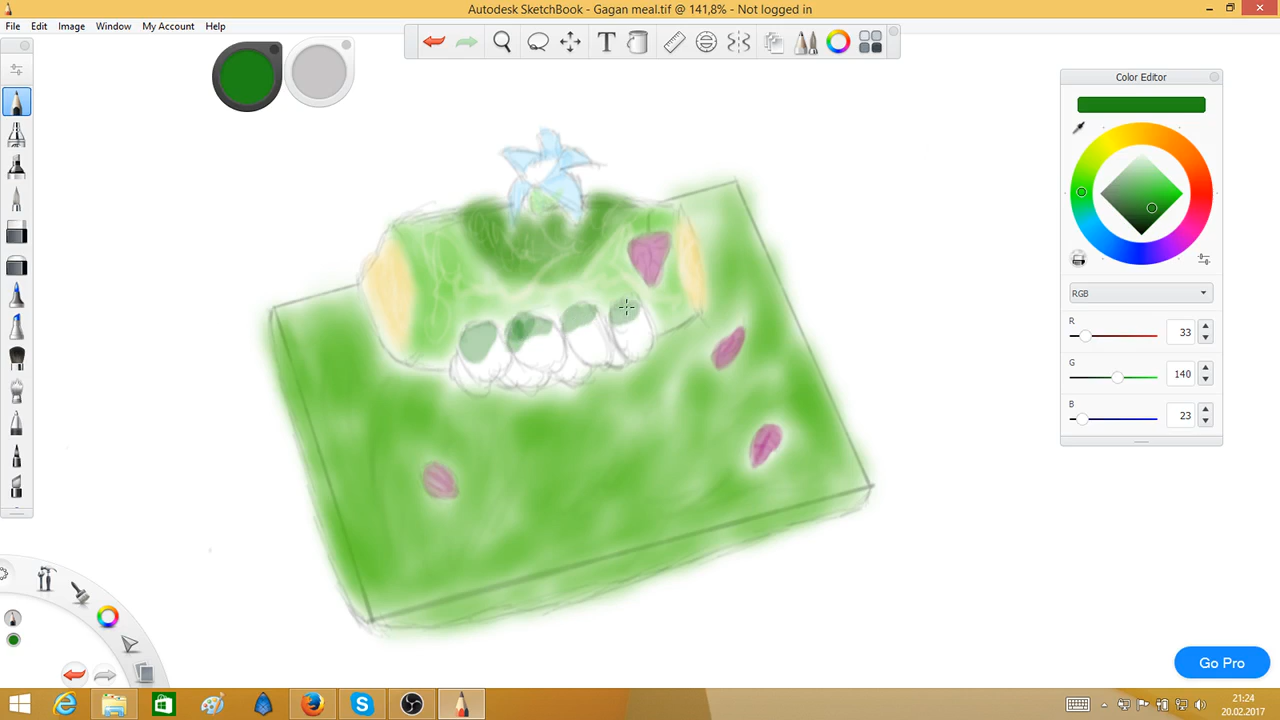 Autodesk SketchBook - Gagan meal.tif @ 141,8% - Not logged in
File Edit Image Window My Account Help
T
Color Editor
RGB
R
33
G
140
B
23
Go Pro
21:24
20.02.2017